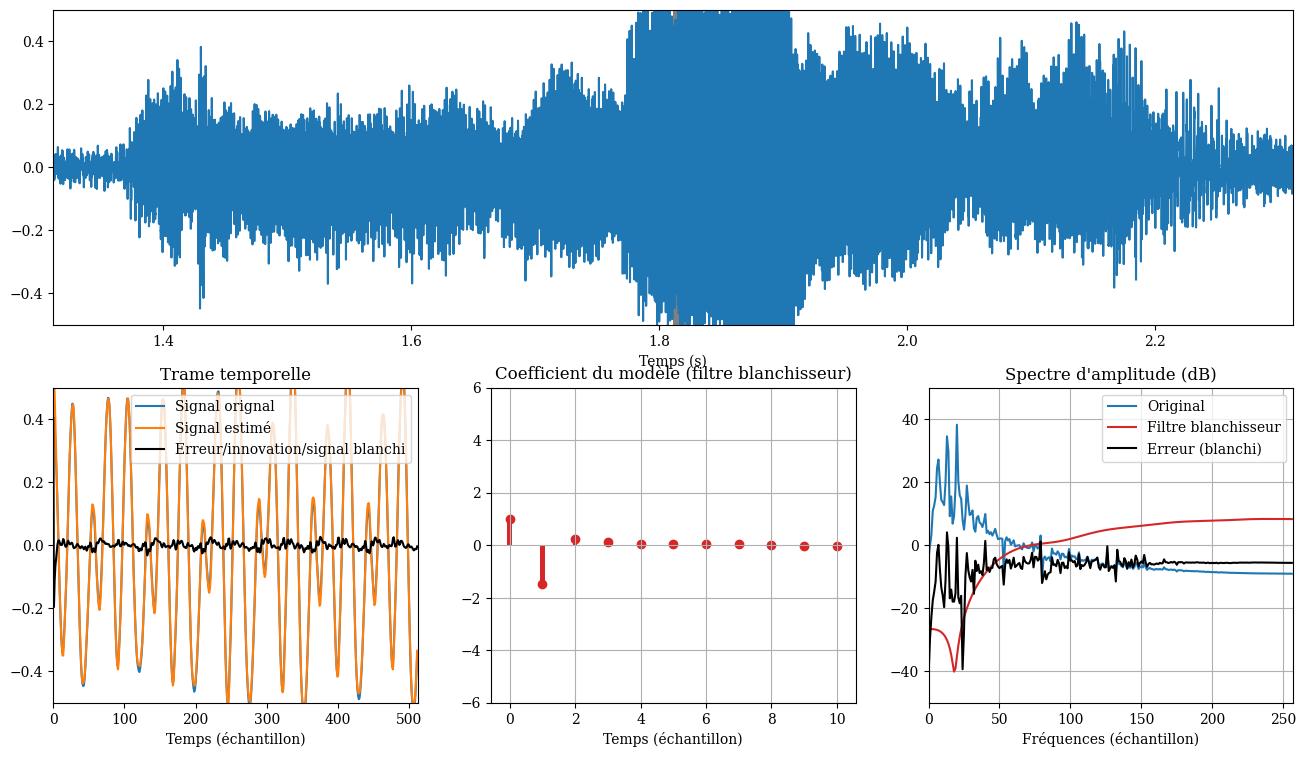 0.4
0.2
0.0
−0.2
−0.4
1.4 1.6 1.8 2.0 2.2
Temps (s)
Trame temporelle
Signal orignal
Signal estimé
Erreur/innovation/signal blanchi
0.4
0.2
0.0
−0.2
−0.4
0 100 200 300 400 500
Temps (échantillon)
Coefficient du modèle (filtre blanchisseur)
6
4
2
0
−2
−4
−6
0 2 4 6 8 10
Temps (échantillon)
Spectre d'amplitude (dB)
Original
Filtre blanchisseur
Erreur (blanchi)
40
20
0
−20
−40
0 50 100 150 200 250
Fréquences (échantillon)